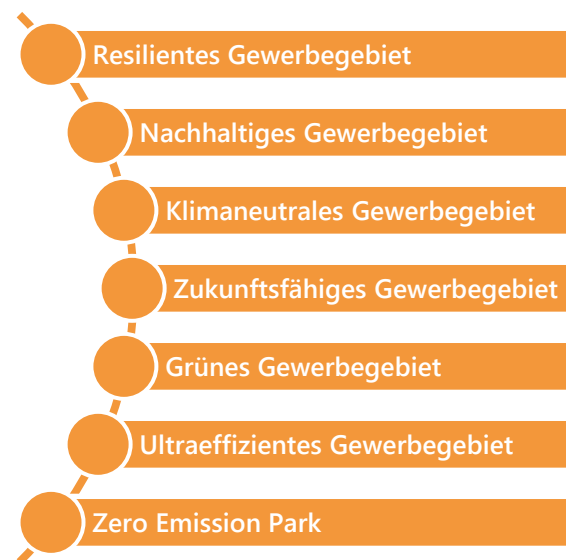 Resilientes Gewerbegebiet
Nachhaltiges Gewerbegebiet
Klimaneutrales Gewerbegebiet
Zukunftsfähiges Gewerbegebiet
Grünes Gewerbegebiet
Ultraeffizientes Gewerbegebiet
Zero Emission Park